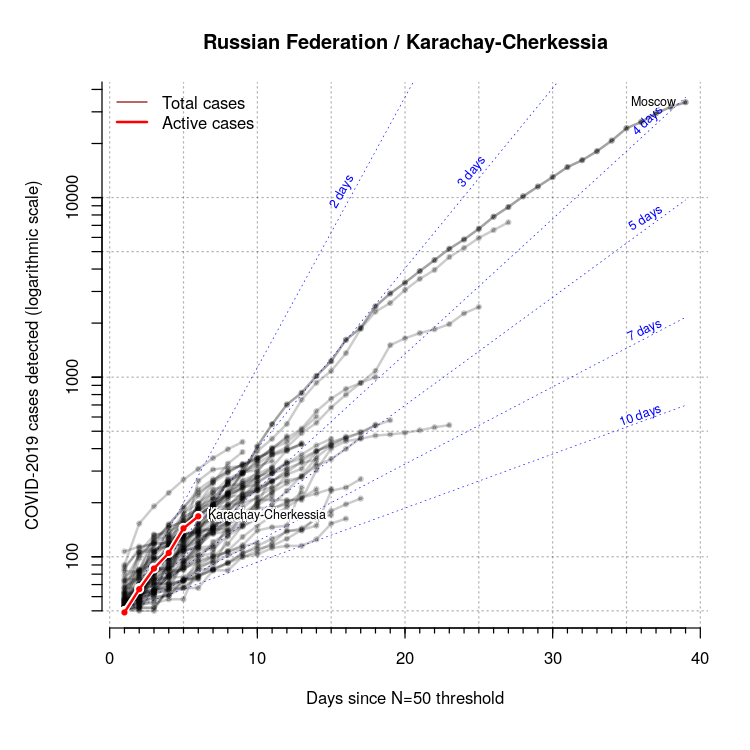 Russian Federation / Karachay-Cherkessia
Total cases
Active cases
Moscow
2 days
3 days
4 days
5 days
7 days
10 days
Karachay-Cherkessia
COVID-2019 cases detected (logarithmic scale)
10000
1000
100
0 10 20 30 40
Days since N=50 threshold